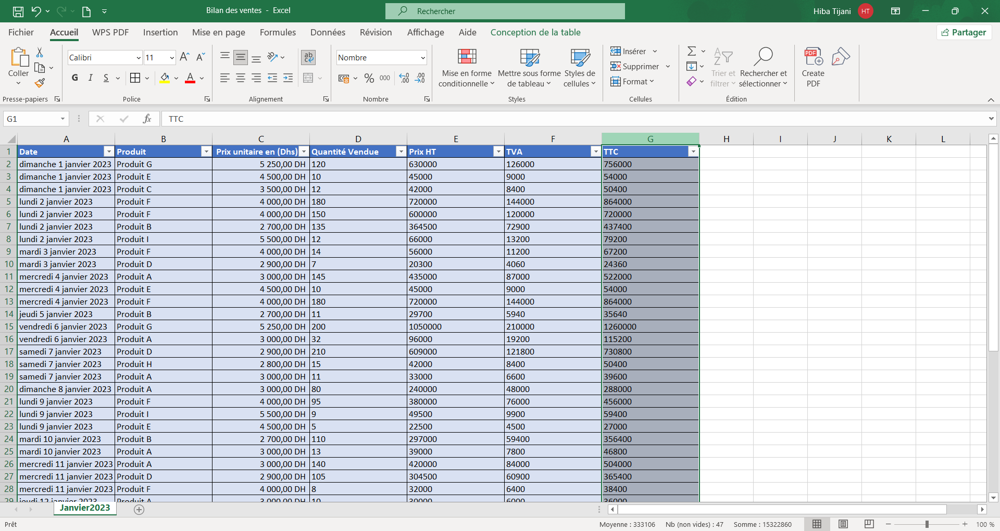 Bilan des ventes - Excel
Rechercher
Hiba Tijani HT
Fichier Accueil WPS PDF Insertion Mise en page Formules Données Révision Affichage Aide Conception de la table Partager
Calibri 11 ab c Nombre
Insérer
Supprimer
Format
Coller
G I S A 000
Mise en forme conditionnelle
Mettre sous forme de tableau
Styles de cellules
Trier et filtrer
Rechercher et sélectionner
PDF
Create PDF
Presse-papiers Police Alignement Nombre Styles Cellules Édition
G1 fx TTC
A B C D E F G H I J K L
1 Date Produit Prix unitaire en (Dhs) Quantité Vendue Prix HT TVA TTC
2 dimanche 1 janvier 2023 Produit G 5 250,00 DH 120 630000 126000 756000
3 dimanche 1 janvier 2023 Produit E 4 500,00 DH 10 45000 9000 54000
4 dimanche 1 janvier 2023 Produit C 3 500,00 DH 12 42000 8400 50400
5 lundi 2 janvier 2023 Produit F 4 000,00 DH 180 720000 144000 864000
6 lundi 2 janvier 2023 Produit F 4 000,00 DH 150 600000 120000 720000
7 lundi 2 janvier 2023 Produit B 2 700,00 DH 135 364500 72900 437400
8 lundi 2 janvier 2023 Produit I 5 500,00 DH 12 66000 13200 79200
9 mardi 3 janvier 2023 Produit F 4 000,00 DH 14 56000 11200 67200
10 mardi 3 janvier 2023 Produit D 2 900,00 DH 7 20300 4060 24360
11 mercredi 4 janvier 2023 Produit A 3 000,00 DH 145 435000 87000 522000
12 mercredi 4 janvier 2023 Produit E 4 500,00 DH 10 45000 9000 54000
13 mercredi 4 janvier 2023 Produit F 4 000,00 DH 180 720000 144000 864000
14 jeudi 5 janvier 2023 Produit B 2 700,00 DH 11 29700 5940 35640
15 vendredi 6 janvier 2023 Produit G 5 250,00 DH 200 1050000 210000 1260000
16 vendredi 6 janvier 2023 Produit A 3 000,00 DH 32 96000 19200 115200
17 samedi 7 janvier 2023 Produit D 2 900,00 DH 210 609000 121800 730800
18 samedi 7 janvier 2023 Produit H 2 800,00 DH 15 42000 8400 50400
19 samedi 7 janvier 2023 Produit A 3 000,00 DH 11 33000 6600 39600
20 dimanche 8 janvier 2023 Produit A 3 000,00 DH 80 240000 48000 288000
21 lundi 9 janvier 2023 Produit F 4 000,00 DH 95 380000 76000 456000
22 lundi 9 janvier 2023 Produit I 5 500,00 DH 9 49500 9900 59400
23 lundi 9 janvier 2023 Produit E 4 500,00 DH 5 22500 4500 27000
24 mardi 10 janvier 2023 Produit B 2 700,00 DH 110 297000 59400 356400
25 mardi 10 janvier 2023 Produit A 3 000,00 DH 13 39000 7800 46800
26 mercredi 11 janvier 2023 Produit A 3 000,00 DH 140 420000 84000 504000
27 mercredi 11 janvier 2023 Produit D 2 900,00 DH 105 304500 60900 365400
28 mercredi 11 janvier 2023 Produit F 4 000,00 DH 8 32000 6400 38400
29 jeudi 12 janvier 2023 Produit A 3 000,00 DH 10 30000 6000 36000
Janvier2023
Prêt Moyenne : 333106 Nb (non vides) : 47 Somme : 15322860 100 %